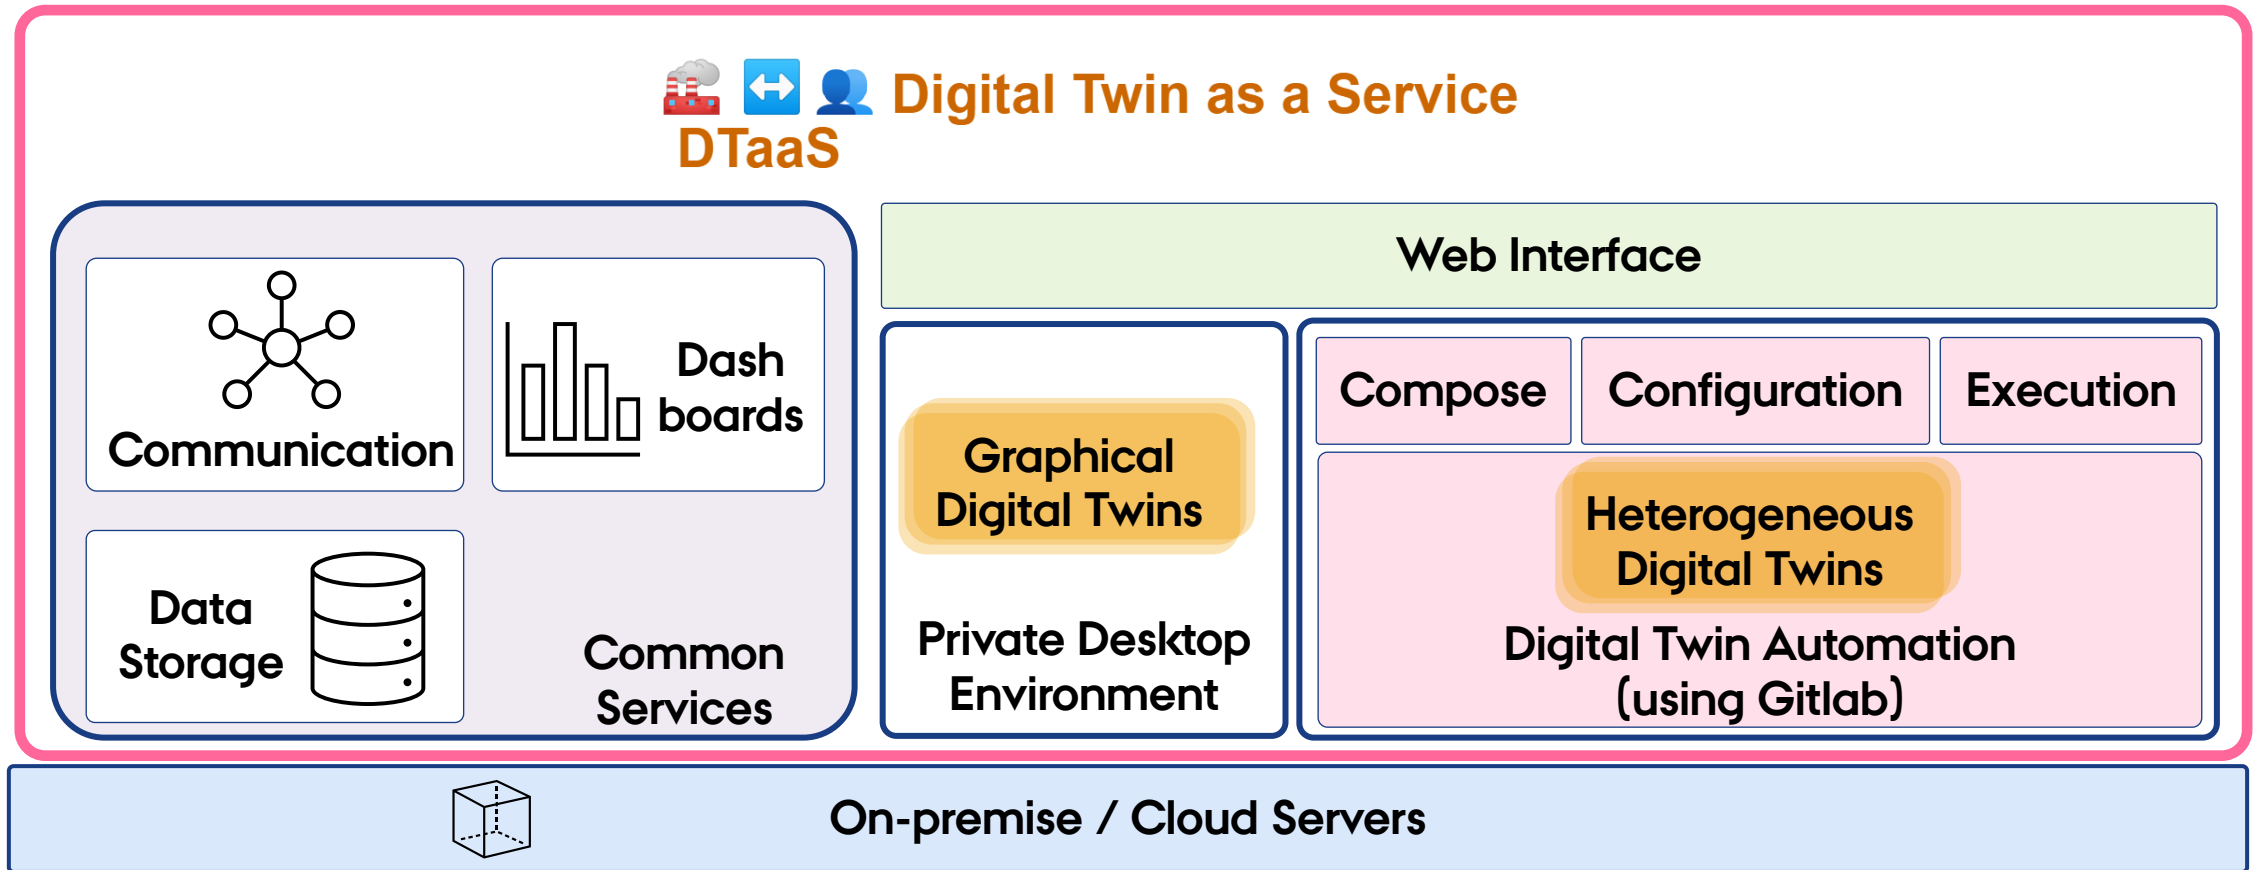 Digital Twin as a Service
DTaaS
Communication
Dash
boards
Data
Storage
Common
Services
Web Interface
Graphical
Digital Twins
Private Desktop
Environment
Compose
Configuration
Execution
Heterogeneous
Digital Twins
Digital Twin Automation
(using Gitlab)
On-premise / Cloud Servers